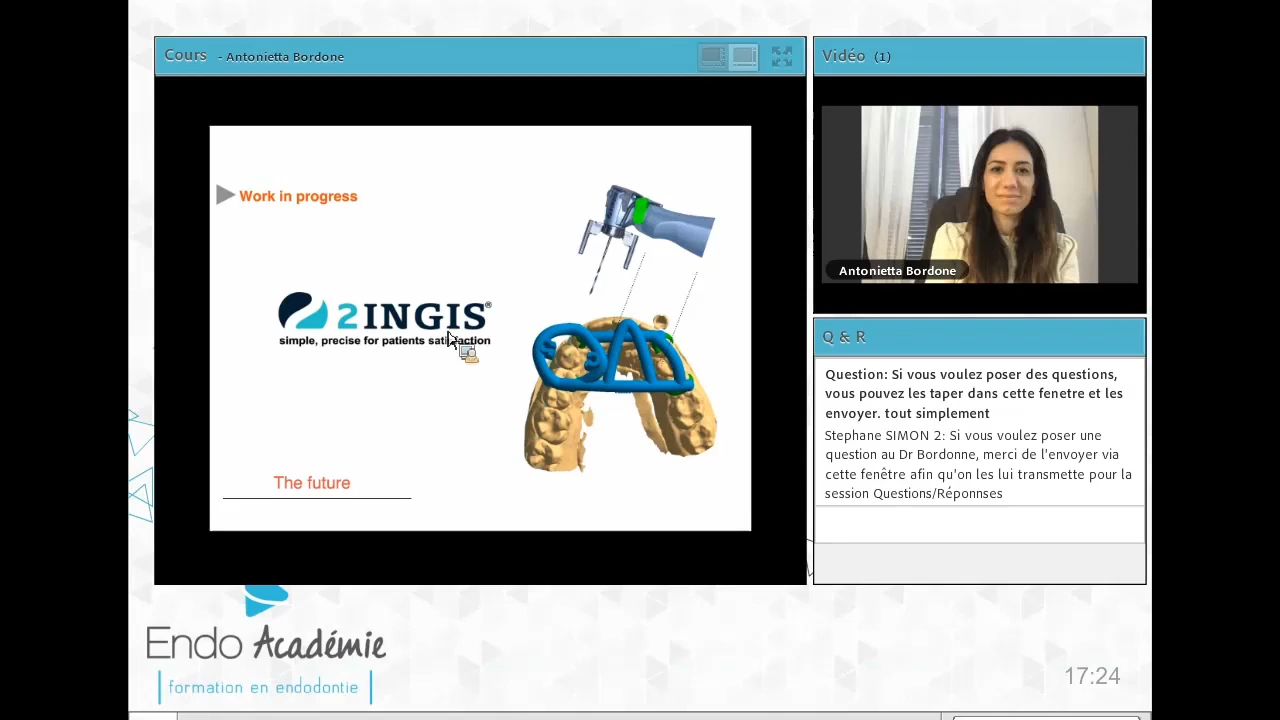 Cours - Antonietta Bordone
Work in progress
2INGIS®
simple, precise for patients satisfaction
The future
Vidéo (1)
Antonietta Bordone
Q & R
Question: Si vous voulez poser des questions,
vous pouvez les taper dans cette fenetre et les
envoyer. tout simplement
Stephane SIMON 2: Si vous voulez poser une
question au Dr Bordonne, merci de l'envoyer via
cette fenêtre afin qu'on les lui transmette pour la
session Questions/Réponnses
Endo Académie
formation en endodontie
17:24